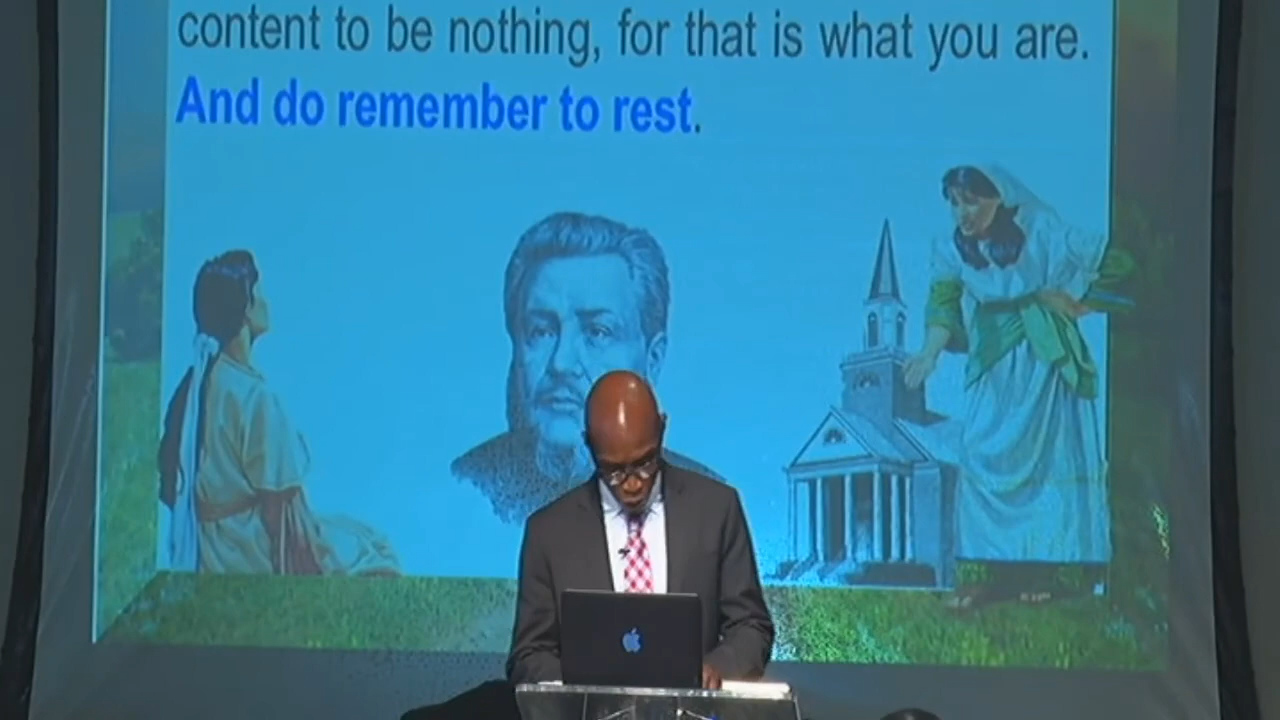 content to be nothing, for that is what you are.
And do remember to rest.